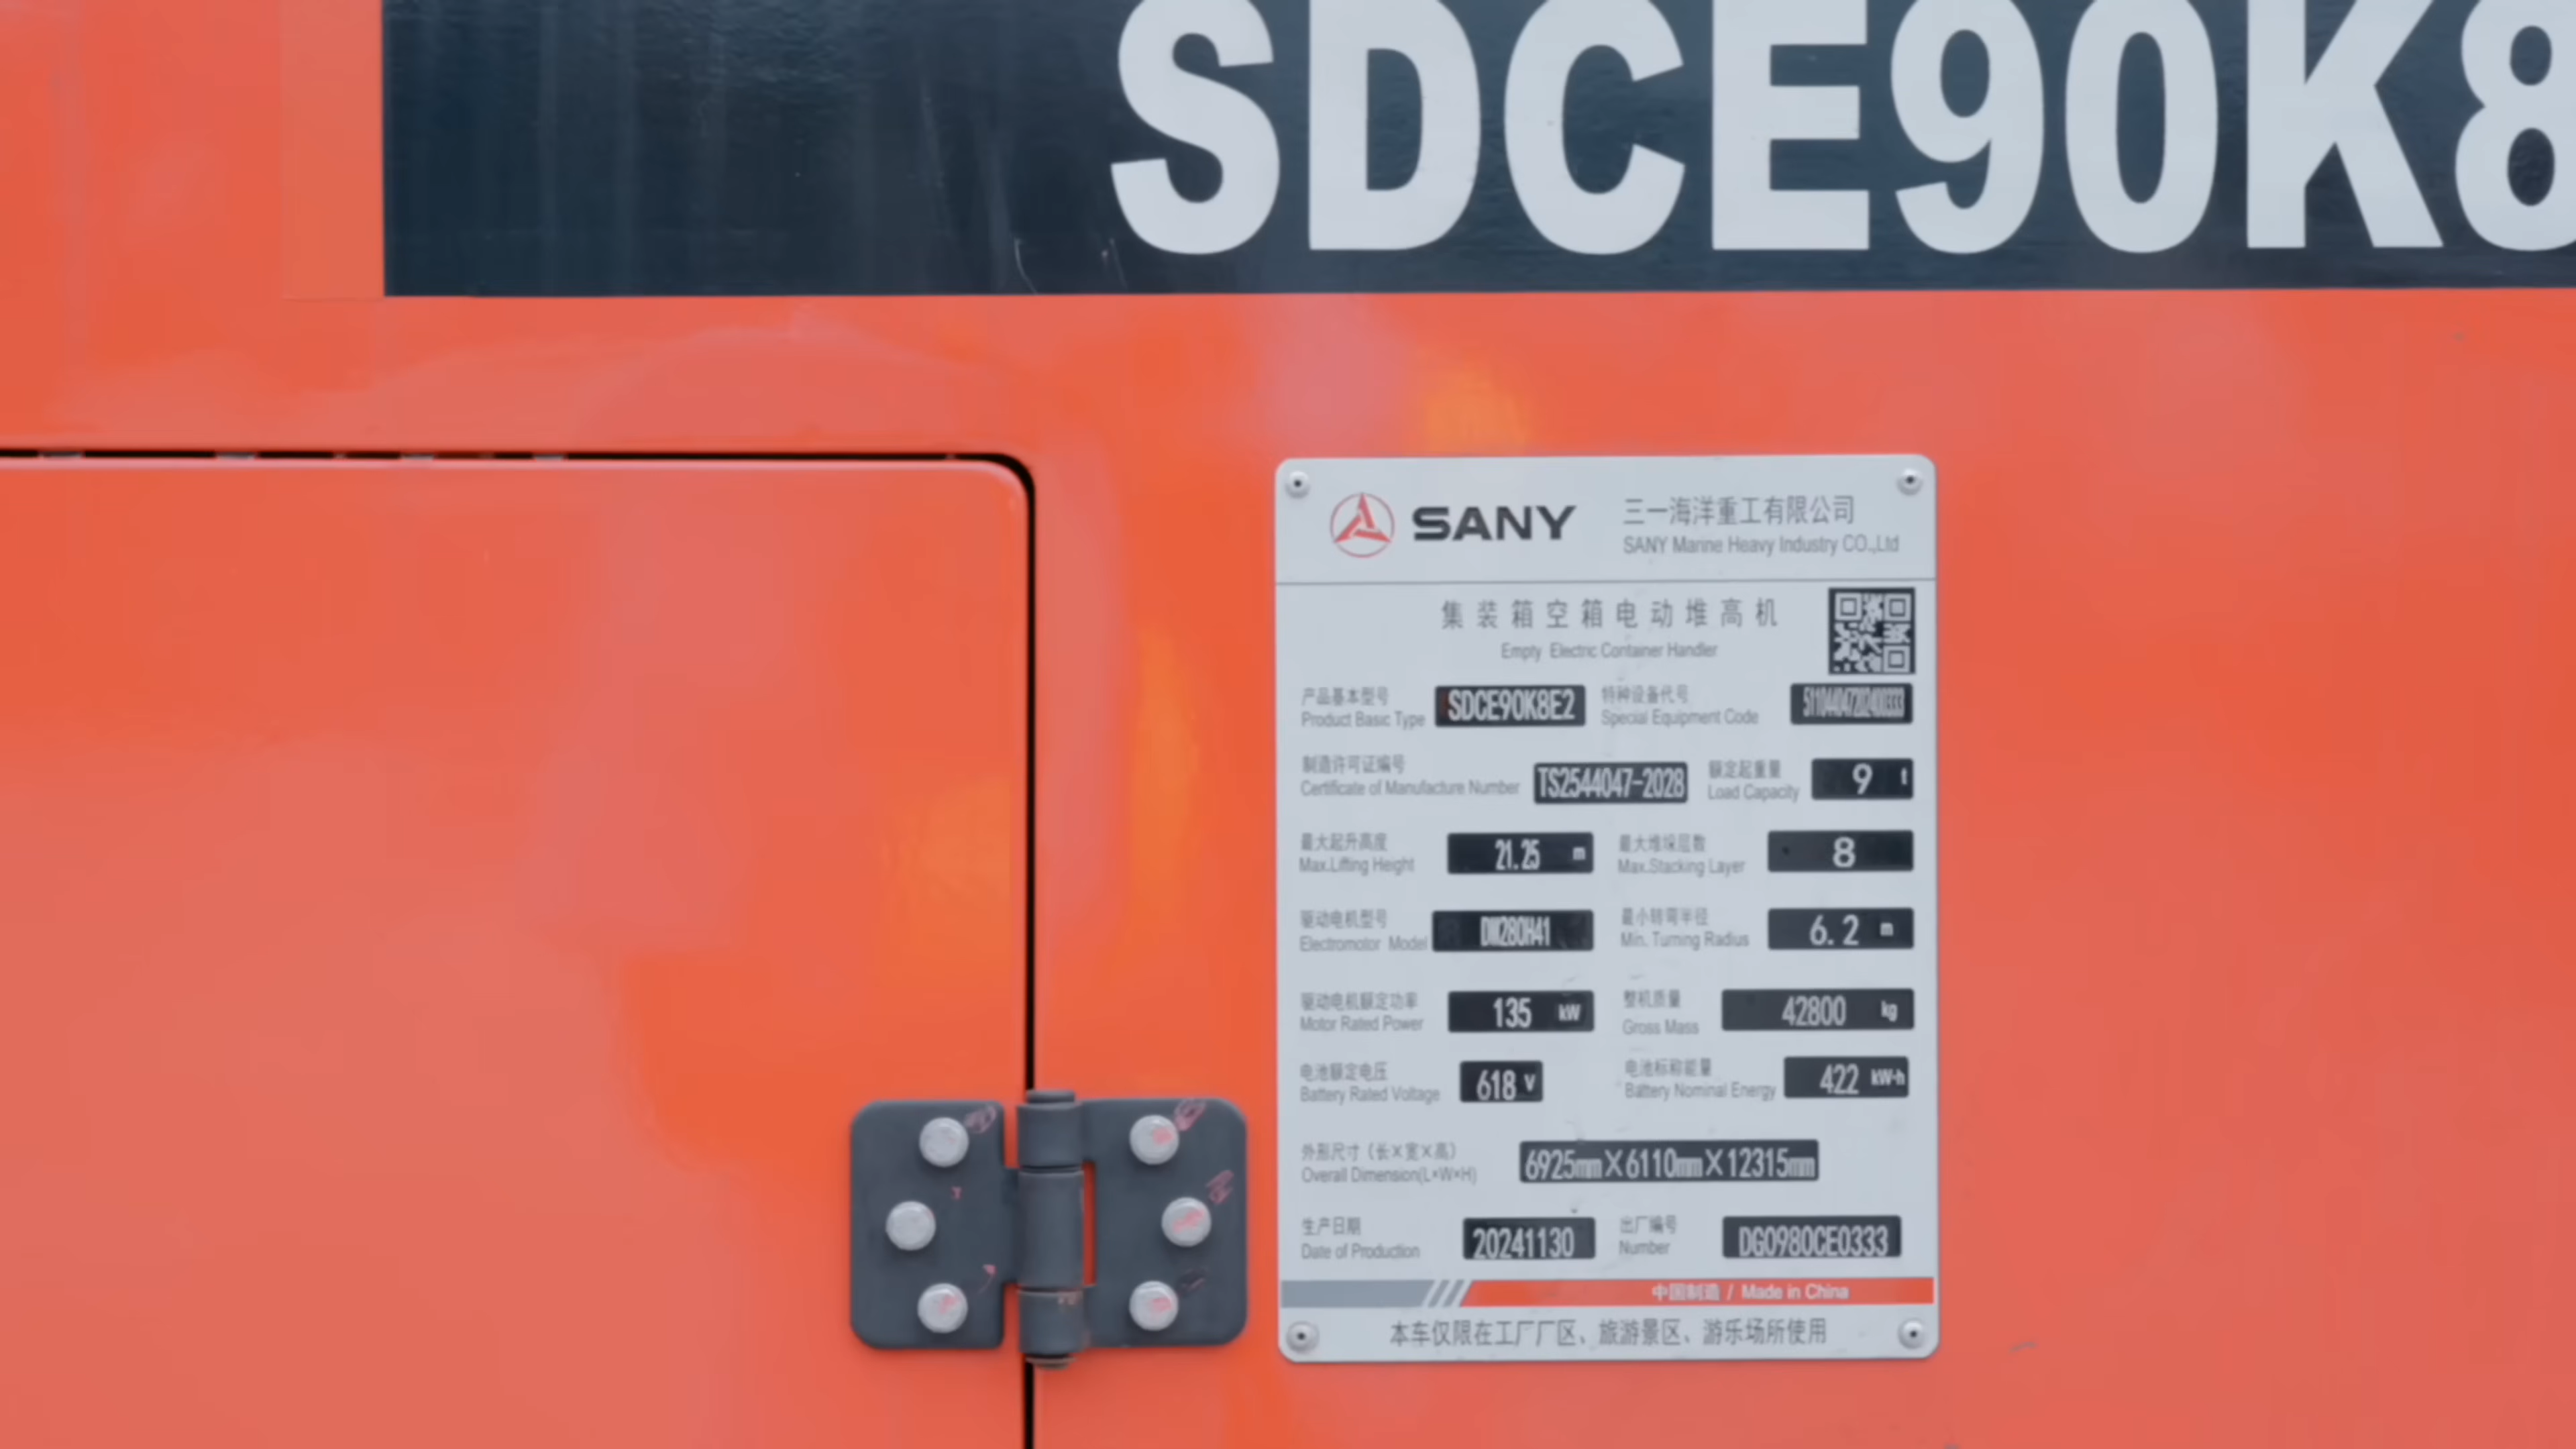 SDCE90K8
SANY
三一海洋重工有限公司
SANY Marine Heavy Industry CO.,Ltd
集装箱空箱电动堆高机
Empty Electric Container Handler
产品基本型号 SDCE90K8E2 特种设备代号
Product Basic Type Special Equipment Code
制造许可证编号 TS2544047-2028 额定起重量 9 t
Certificate of Manufacture Number Load Capacity
最大起升高度 21.25 m 最大堆垛层数 8
Max.Lifting Height Max.Stacking Layer
驱动电机型号 最小转弯半径 6.2 m
Electromotor Model Min. Turning Radius
驱动电机额定功率 135 kW 整机质量 42800 kg
Motor Rated Power Gross Mass
电池额定电压 618 V 电池标称能量 422 kW·h
Battery Rated Voltage Battery Nominal Energy
外形尺寸（长×宽×高） 6925mm×6110mm×12315mm
Overall Dimension(L×W×H)
生产日期 20241130 出厂编号 DG0980CE0333
Date of Production Number
中国制造 / Made in China
本车仅限在工厂厂区、旅游景区、游乐场所使用